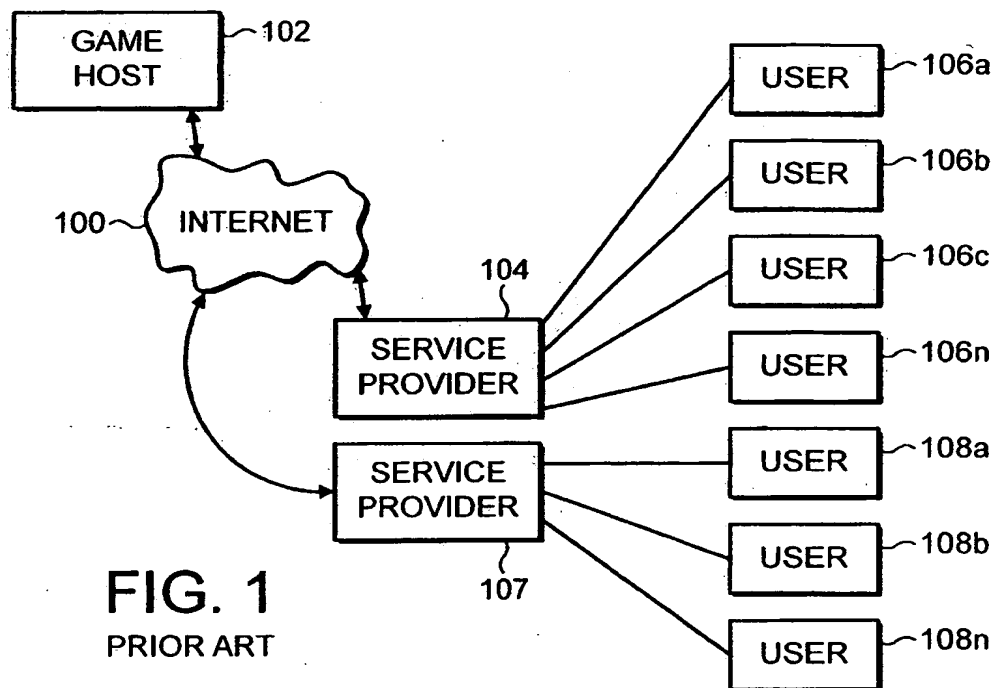 GAME
HOST
102
INTERNET
100
104
SERVICE
PROVIDER
SERVICE
PROVIDER
107
USER
106a
USER
106b
USER
106c
USER
106n
USER
108a
USER
108b
USER
108n
FIG. 1
PRIOR ART